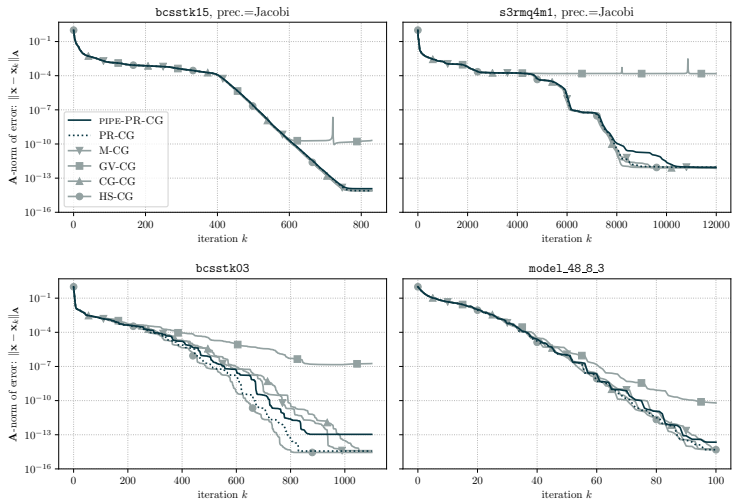 bcsstk15, prec.=Jacobi
s3rmq4m1, prec.=Jacobi
A-norm of error: ‖x − x_k‖_A
10⁻¹
10⁻⁴
10⁻⁷
10⁻¹⁰
10⁻¹³
10⁻¹⁶
PIPE-PR-CG
PR-CG
M-CG
GV-CG
CG-CG
HS-CG
0 200 400 600 800
iteration k
0 2000 4000 6000 8000 10000 12000
iteration k
bcsstk03
model_48_8_3
A-norm of error: ‖x − x_k‖_A
10⁻¹
10⁻⁴
10⁻⁷
10⁻¹⁰
10⁻¹³
10⁻¹⁶
0 200 400 600 800 1000
iteration k
0 20 40 60 80 100
iteration k